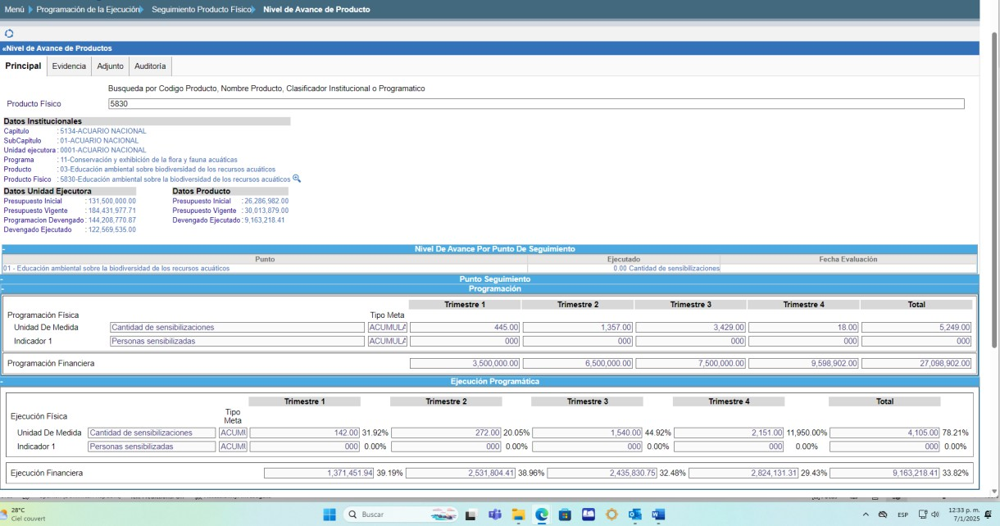 Menú Programación de la Ejecución Seguimiento Producto Físico Nivel de Avance de Producto
«Nivel de Avance de Productos
Principal Evidencia Adjunto Auditoría
Busqueda por Codigo Producto, Nombre Producto, Clasificador Institucional o Programatico
Producto Físico 5830
Datos Institucionales
Capitulo : 5134-ACUARIO NACIONAL
SubCapitulo : 01-ACUARIO NACIONAL
Unidad ejecutora : 0001-ACUARIO NACIONAL
Programa : 11-Conservación y exhibición de la flora y fauna acuáticas
Producto : 03-Educación ambiental sobre biodiversidad de los recursos acuáticos
Producto Fisico : 5830-Educación ambiental sobre la biodiversidad de los recursos acuáticos
Datos Unidad Ejecutora Datos Producto
Presupuesto Inicial : 131,500,000.00 Presupuesto Inicial : 26,286,982.00
Presupuesto Vigente : 184,431,977.71 Presupuesto Vigente : 30,013,879.00
Programacion Devengado : 144,208,770.87 Devengado Ejecutado : 9,163,218.41
Devengado Ejecutado : 122,569,535.00
- Nivel De Avance Por Punto De Seguimiento
Punto Ejecutado Fecha Evaluación
01 - Educación ambiental sobre la biodiversidad de los recursos acuáticos 0.00 Cantidad de sensibilizaciones
- Punto Seguimiento
- Programación
Trimestre 1 Trimestre 2 Trimestre 3 Trimestre 4 Total
Programación Física Tipo Meta
Unidad De Medida Cantidad de sensibilizaciones ACUMULA 445.00 1,357.00 3,429.00 18.00 5,249.00
Indicador 1 Personas sensibilizadas ACUMULA 000 000 000 000 000
Programación Financiera 3,500,000.00 6,500,000.00 7,500,000.00 9,598,902.00 27,098,902.00
- Ejecución Programática
Trimestre 1 Trimestre 2 Trimestre 3 Trimestre 4 Total
Ejecución Física Tipo Meta
Unidad De Medida Cantidad de sensibilizaciones ACUMU 142.00 31.92% 272.00 20.05% 1,540.00 44.92% 2,151.00 11,950.00% 4,105.00 78.21%
Indicador 1 Personas sensibilizadas ACUMU 000 0.00% 000 0.00% 000 0.00% 000 0.00% 000 0.00%
Ejecución Financiera 1,371,451.94 39.19% 2,531,804.41 38.96% 2,435,830.75 32.48% 2,824,131.31 29.43% 9,163,218.41 33.82%
28°C
Ciel couvert
Buscar
ESP
12:33 p. m.
7/1/2025